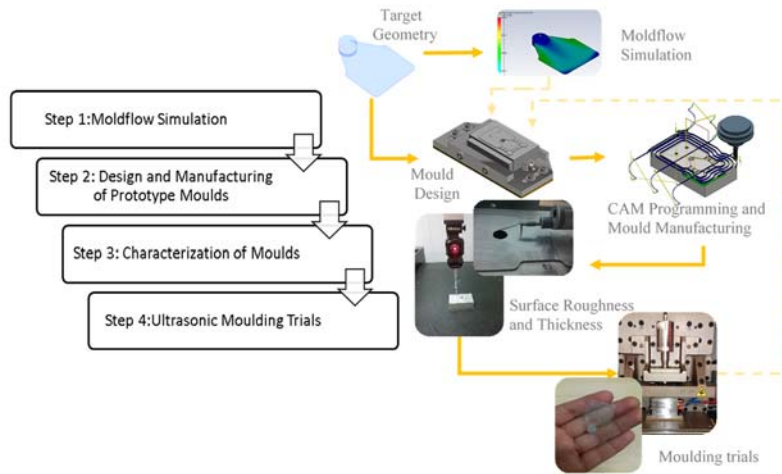 Step 1:Moldflow Simulation
Step 2: Design and Manufacturing
of Prototype Moulds
Step 3: Characterization of Moulds
Step 4:Ultrasonic Moulding Trials
Target
Geometry
Moldflow
Simulation
Mould
Design
CAM Programming and
Mould Manufacturing
Surface Roughness
and Thickness
Moulding trials